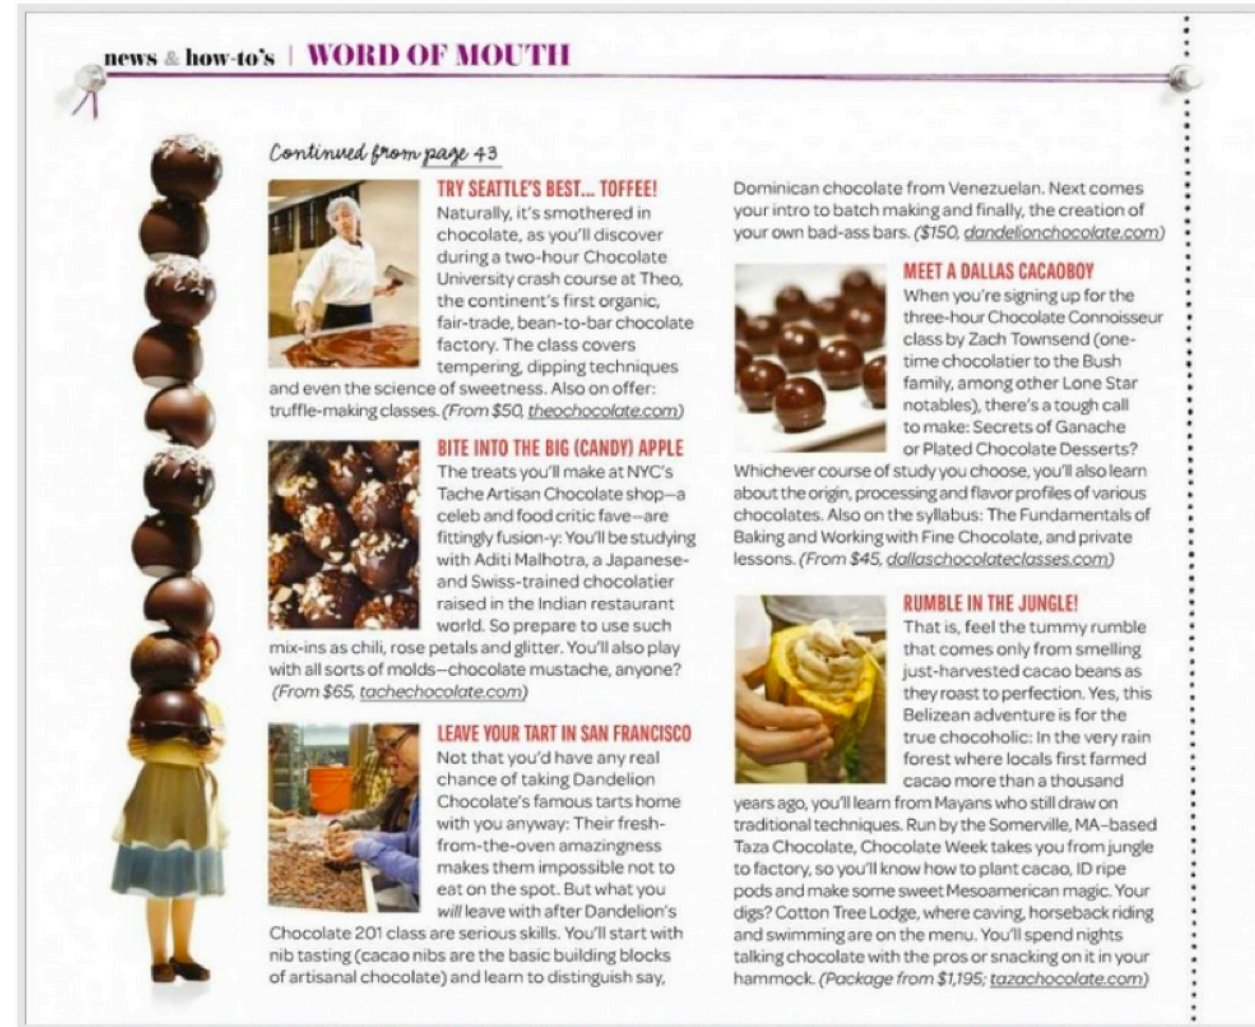 news & how-to's | WORD OF MOUTH
Continued from page 43
TRY SEATTLE'S BEST... TOFFEE!
Naturally, it's smothered in
chocolate, as you'll discover
during a two-hour Chocolate
University crash course at Theo,
the continent's first organic,
fair-trade, bean-to-bar chocolate
factory. The class covers
tempering, dipping techniques
and even the science of sweetness. Also on offer:
truffle-making classes. (From $50, theochocolate.com)
BITE INTO THE BIG (CANDY) APPLE
The treats you'll make at NYC's
Tache Artisan Chocolate shop—a
celeb and food critic fave—are
fittingly fusion-y: You'll be studying
with Aditi Malhotra, a Japanese-
and Swiss-trained chocolatier
raised in the Indian restaurant
world. So prepare to use such
mix-ins as chili, rose petals and glitter. You'll also play
with all sorts of molds—chocolate mustache, anyone?
(From $65, tachechocolate.com)
LEAVE YOUR TART IN SAN FRANCISCO
Not that you'd have any real
chance of taking Dandelion
Chocolate's famous tarts home
with you anyway: Their fresh-
from-the-oven amazingness
makes them impossible not to
eat on the spot. But what you
will leave with after Dandelion's
Chocolate 201 class are serious skills. You'll start with
nib tasting (cacao nibs are the basic building blocks
of artisanal chocolate) and learn to distinguish say,
Dominican chocolate from Venezuelan. Next comes
your intro to batch making and finally, the creation of
your own bad-ass bars. ($150, dandelionchocolate.com)
MEET A DALLAS CACAOBOY
When you're signing up for the
three-hour Chocolate Connoisseur
class by Zach Townsend (one-
time chocolatier to the Bush
family, among other Lone Star
notables), there's a tough call
to make: Secrets of Ganache
or Plated Chocolate Desserts?
Whichever course of study you choose, you'll also learn
about the origin, processing and flavor profiles of various
chocolates. Also on the syllabus: The Fundamentals of
Baking and Working with Fine Chocolate, and private
lessons. (From $45, dallaschocolateclasses.com)
RUMBLE IN THE JUNGLE!
That is, feel the tummy rumble
that comes only from smelling
just-harvested cacao beans as
they roast to perfection. Yes, this
Belizean adventure is for the
true chocoholic: In the very rain
forest where locals first farmed
cacao more than a thousand
years ago, you'll learn from Mayans who still draw on
traditional techniques. Run by the Somerville, MA–based
Taza Chocolate, Chocolate Week takes you from jungle
to factory, so you'll know how to plant cacao, ID ripe
pods and make some sweet Mesoamerican magic. Your
digs? Cotton Tree Lodge, where caving, horseback riding
and swimming are on the menu. You'll spend nights
talking chocolate with the pros or snacking on it in your
hammock. (Package from $1,195; tazachocolate.com)